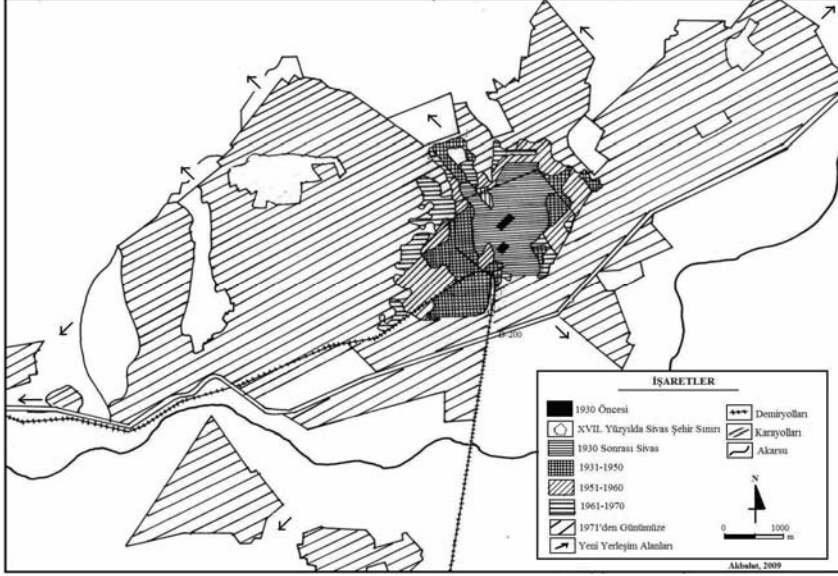 D-200
İŞARETLER
1930 Öncesi
XVII. Yüzyılda Sivas Şehir Sınırı
1930 Sonrası Sivas
1931-1950
1951-1960
1961-1970
1971'den Günümüze
Yeni Yerleşim Alanları
Demiryolları
Karayolları
Akarsu
N
0 1000
m
Akbulut, 2009